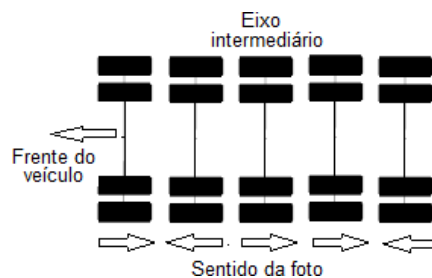 Eixo
intermediário
Frente do
veículo
Sentido da foto